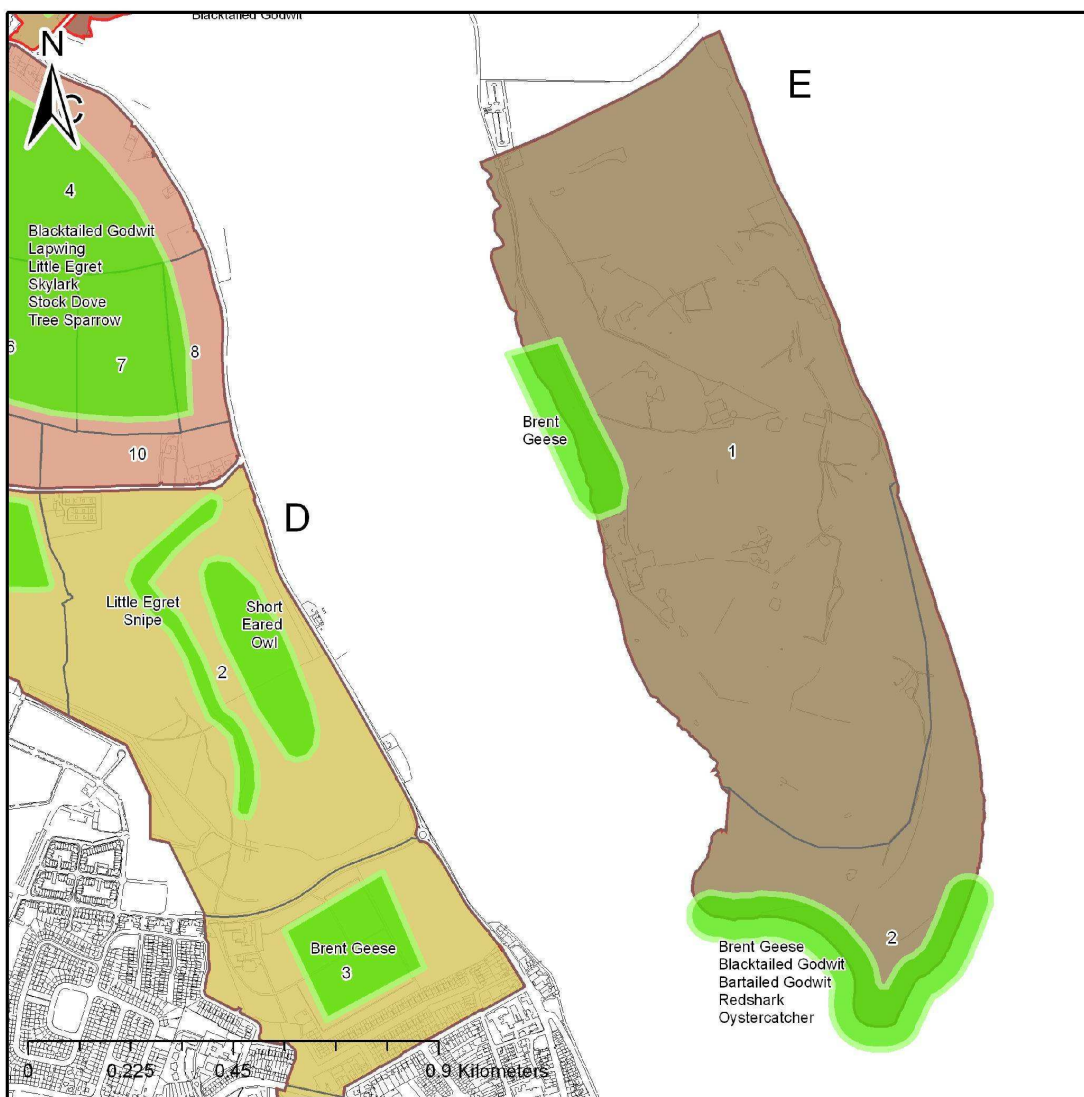 Blacktailed Godwit
N
C
E
4
Blacktailed Godwit
Lapwing
Little Egret
Skylark
Stock Dove
Tree Sparrow
6
7
8
10
Brent
Geese
1
D
Little Egret
Snipe
Short
Eared
Owl
2
Brent Geese
3
2
Brent Geese
Blacktailed Godwit
Bartailed Godwit
Redshark
Oystercatcher
0 0.225 0.45 0.9 Kilometers